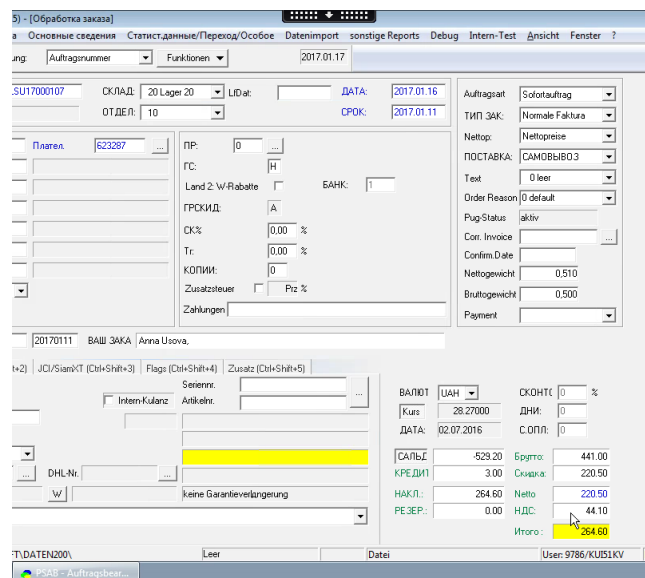 5) - [Обработка заказа]
а Основные сведения Статист.данные/Переход/Особое Datenimport sonstige Reports Debug Intern-Test Ansicht Fenster ?
ung: Auftragsnummer Funktionen 2017.01.17
SU17000107 СКЛАД: 20 Lager 20 LfDat: ДАТА: 2017.01.16 Auftragsart Sofortauftrag
ОТДЕЛ: 10 СРОК: 2017.01.11 ТИП ЗАК: Normale Faktura
Nettop: Nettopreise
Плател. 623287 ... ПР: 0 ... ПОСТАВКА: САМОВЫВОЗ
ГС: H Text 0 leer
Land 2: W-Rabatte БАНК: 1 Order Reason 0 default
ГРСКИД: A Pug-Status aktiv
СК% 0,00 % Corr. Invoice ...
Тг: 0,00 % Confirm.Date
КОПИИ: 0 Nettogewicht 0,510
Zusatzsteuer Prz % Bruttogewicht 0,500
Zahlungen Payment
20170111 ВАШ ЗАКА Anna Usova,
t+2) JCI/SiamXT (Ctrl+Shift+3) Flags (Ctrl+Shift+4) Zusatz (Ctrl+Shift+5)
Seriennr. ... ВАЛЮТ UAH СКОНТ( 0 %
Intern-Kulanz Artikelnr. Kurs 28.27000 ДНИ: 0
ДАТА: 02.07.2016 С.ОПЛ: 0
САЛЬД -529.20 Брутто: 441.00
... DHL-Nr. ... КРЕДИТ 3.00 Скидка: 220.50
W keine Garantieverlängerung НАКЛ.: 264.60 Netto 220.50
РЕЗЕР.: 0.00 НДС: 44.10
Итого : 264.60
FT\DATEN200\ Leer Datei User: 9786/KUI51KV
PSAB - Auftragsbear...